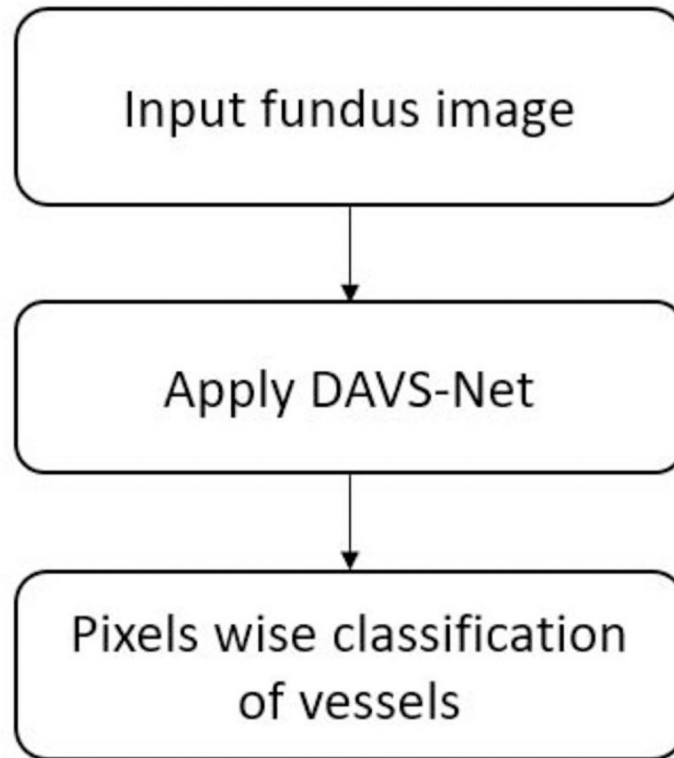 Input fundus image
Apply DAVS-Net
Pixels wise classification
of vessels